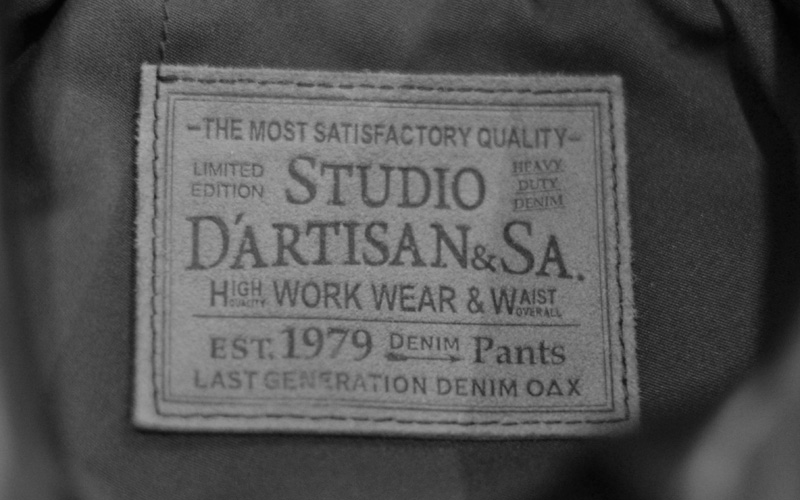 -THE MOST SATISFACTORY QUALITY-
LIMITED EDITION STUDIO HEAVY DUTY DENIM
D'ARTISAN&SA.
HIGH QUALITY WORK WEAR & WAIST OVERALL
EST. 1979 DENIM Pants
LAST GENERATION DENIM OAX